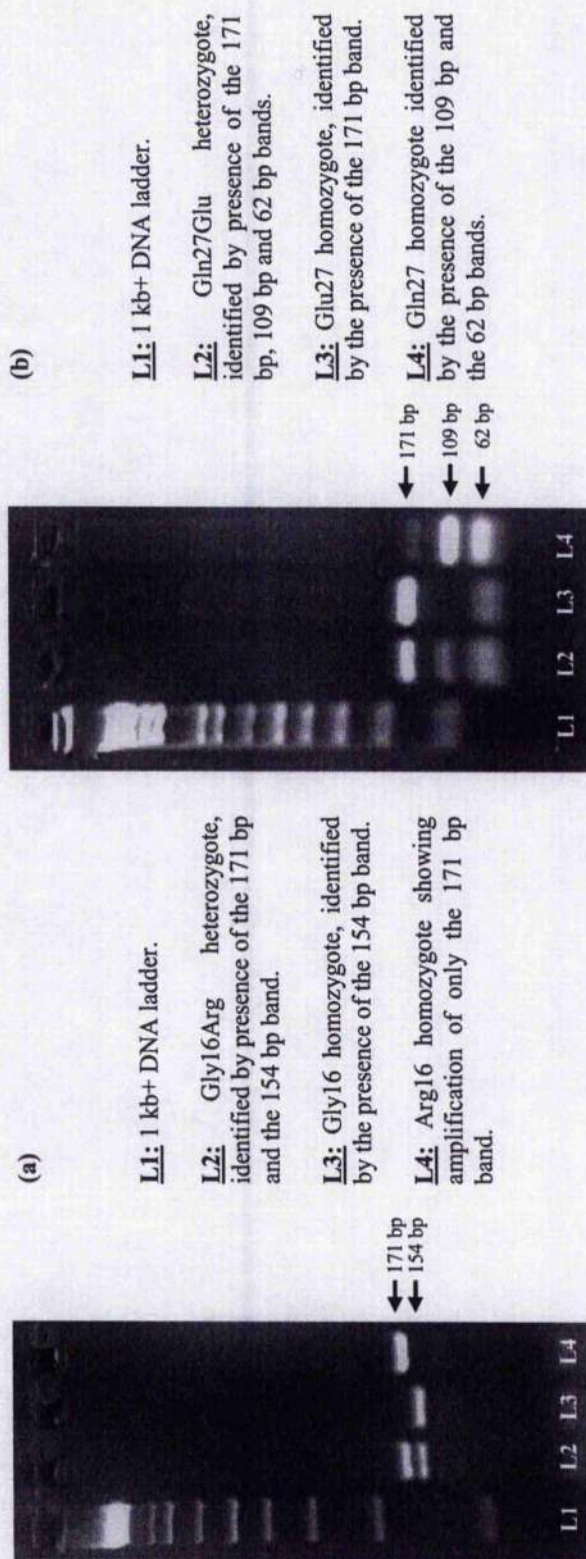 (a)
L1: 1 kb+ DNA ladder.
L2: Gly16Arg heterozygote,
identified by presence of the 171 bp
and the 154 bp band.
L3: Gly16 homozygote, identified
by the presence of the 154 bp band.
L4: Arg16 homozygote showing
amplification of only the 171 bp
band.
171 bp
154 bp
L1 L2 L3 L4
(b)
L1: 1 kb+ DNA ladder.
L2: Gln27Glu heterozygote,
identified by presence of the 171
bp, 109 bp and 62 bp bands.
L3: Glu27 homozygote, identified
by the presence of the 171 bp band.
L4: Gln27 homozygote identified
by the presence of the 109 bp and
the 62 bp bands.
171 bp
109 bp
62 bp
L1 L2 L3 L4